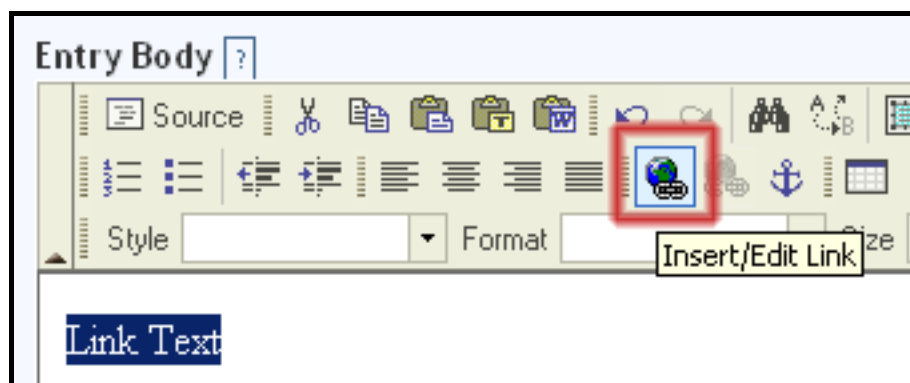 Entry Body ?
Source
Style Format Size
Insert/Edit Link
Link Text